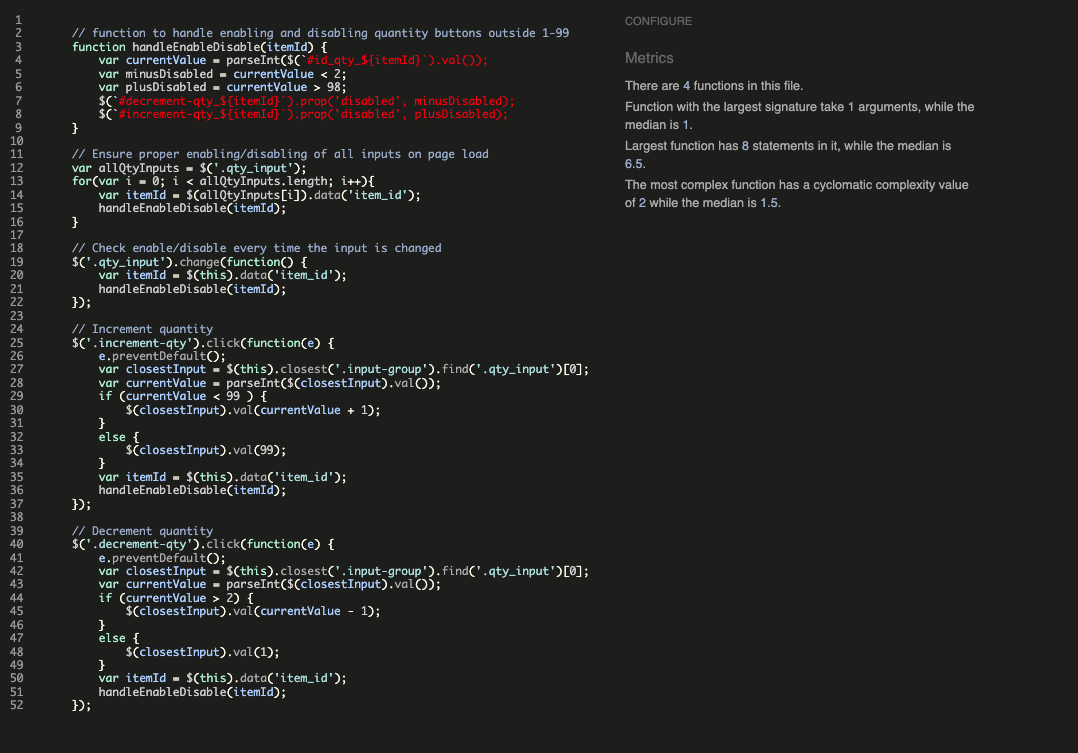 1
2 // function to handle enabling and disabling quantity buttons outside 1-99
3 function handleEnableDisable(itemId) {
4 var currentValue = parseInt($(`#id_qty_${itemId}`).val());
5 var minusDisabled = currentValue < 2;
6 var plusDisabled = currentValue > 98;
7 $(`#decrement-qty_${itemId}`).prop('disabled', minusDisabled);
8 $(`#increment-qty_${itemId}`).prop('disabled', plusDisabled);
9 }
10
11 // Ensure proper enabling/disabling of all inputs on page load
12 var allQtyInputs = $('.qty_input');
13 for(var i = 0; i < allQtyInputs.length; i++){
14 var itemId = $(allQtyInputs[i]).data('item_id');
15 handleEnableDisable(itemId);
16 }
17
18 // Check enable/disable every time the input is changed
19 $('.qty_input').change(function() {
20 var itemId = $(this).data('item_id');
21 handleEnableDisable(itemId);
22 });
23
24 // Increment quantity
25 $('.increment-qty').click(function(e) {
26 e.preventDefault();
27 var closestInput = $(this).closest('.input-group').find('.qty_input')[0];
28 var currentValue = parseInt($(closestInput).val());
29 if (currentValue < 99 ) {
30 $(closestInput).val(currentValue + 1);
31 }
32 else {
33 $(closestInput).val(99);
34 }
35 var itemId = $(this).data('item_id');
36 handleEnableDisable(itemId);
37 });
38
39 // Decrement quantity
40 $('.decrement-qty').click(function(e) {
41 e.preventDefault();
42 var closestInput = $(this).closest('.input-group').find('.qty_input')[0];
43 var currentValue = parseInt($(closestInput).val());
44 if (currentValue > 2) {
45 $(closestInput).val(currentValue - 1);
46 }
47 else {
48 $(closestInput).val(1);
49 }
50 var itemId = $(this).data('item_id');
51 handleEnableDisable(itemId);
52 });
CONFIGURE
Metrics
There are 4 functions in this file.
Function with the largest signature take 1 arguments, while the
median is 1.
Largest function has 8 statements in it, while the median is
6.5.
The most complex function has a cyclomatic complexity value
of 2 while the median is 1.5.